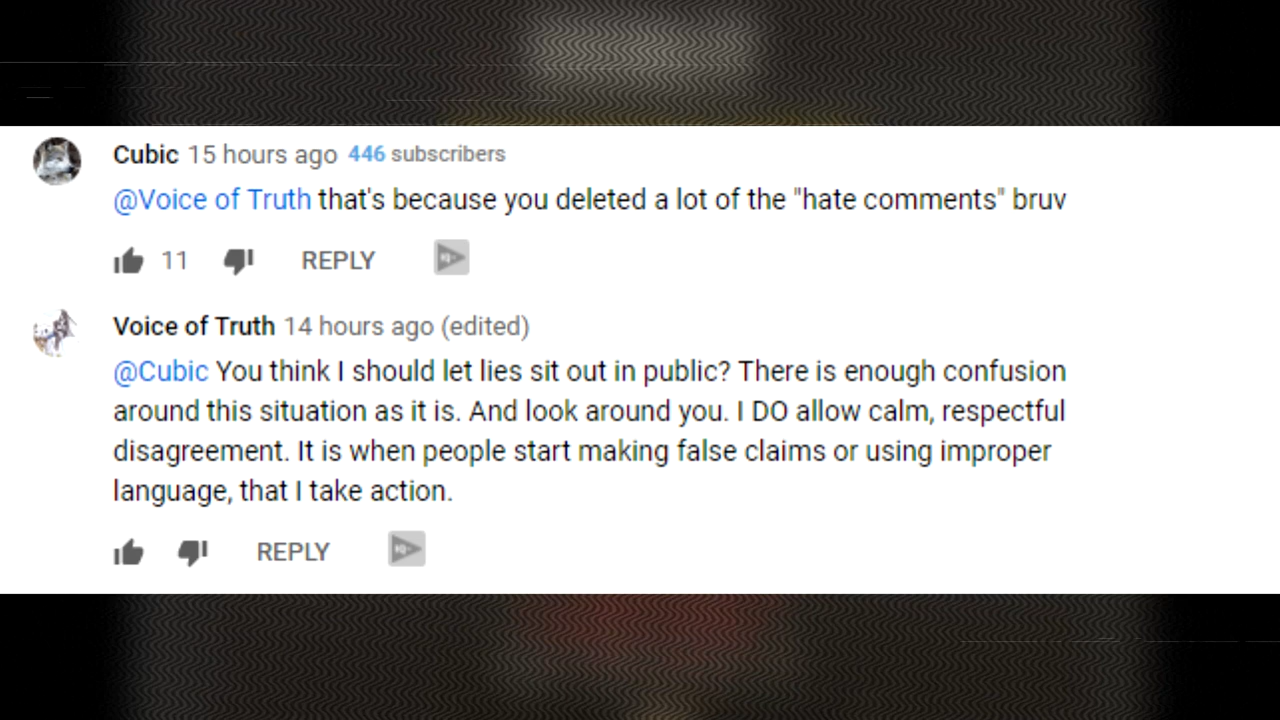 Cubic 15 hours ago 446 subscribers
@Voice of Truth that's because you deleted a lot of the "hate comments" bruv
11 REPLY
Voice of Truth 14 hours ago (edited)
@Cubic You think I should let lies sit out in public? There is enough confusion
around this situation as it is. And look around you. I DO allow calm, respectful
disagreement. It is when people start making false claims or using improper
language, that I take action.
REPLY